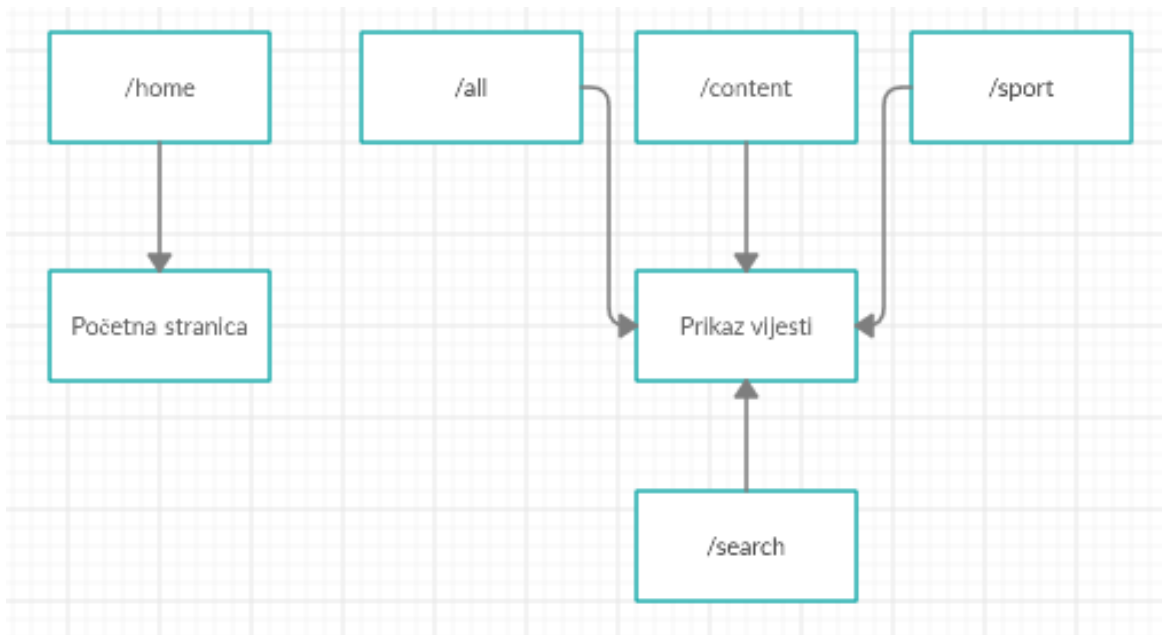 /home
/all
/content
/sport
Početna stranica
Prikaz vijesti
/search